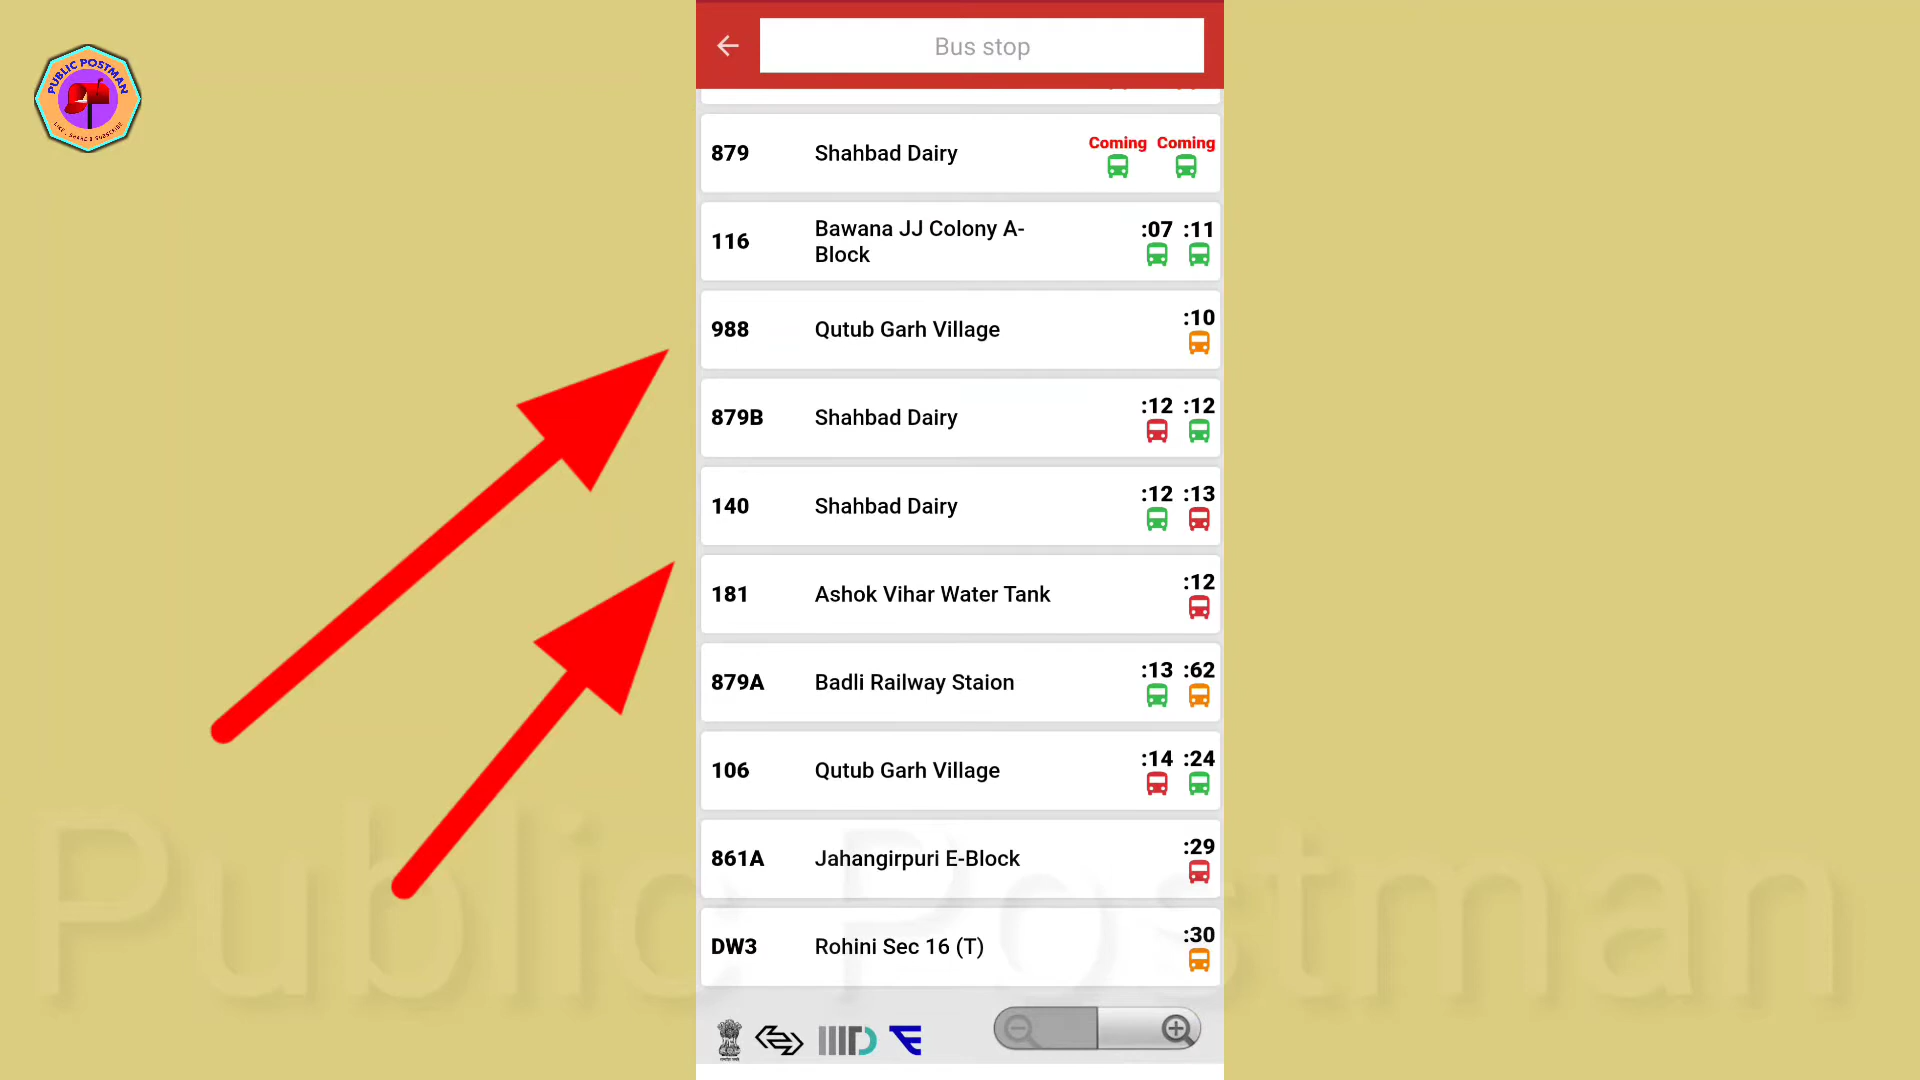 PUBLIC POSTMAN
LIKE, SHARE & SUBSCRIBE
Bus stop
879 Shahbad Dairy Coming Coming
116 Bawana JJ Colony A-
Block :07 :11
988 Qutub Garh Village :10
879B Shahbad Dairy :12 :12
140 Shahbad Dairy :12 :13
181 Ashok Vihar Water Tank :12
879A Badli Railway Staion :13 :62
106 Qutub Garh Village :14 :24
861A Jahangirpuri E-Block :29
DW3 Rohini Sec 16 (T) :30
Public Postman